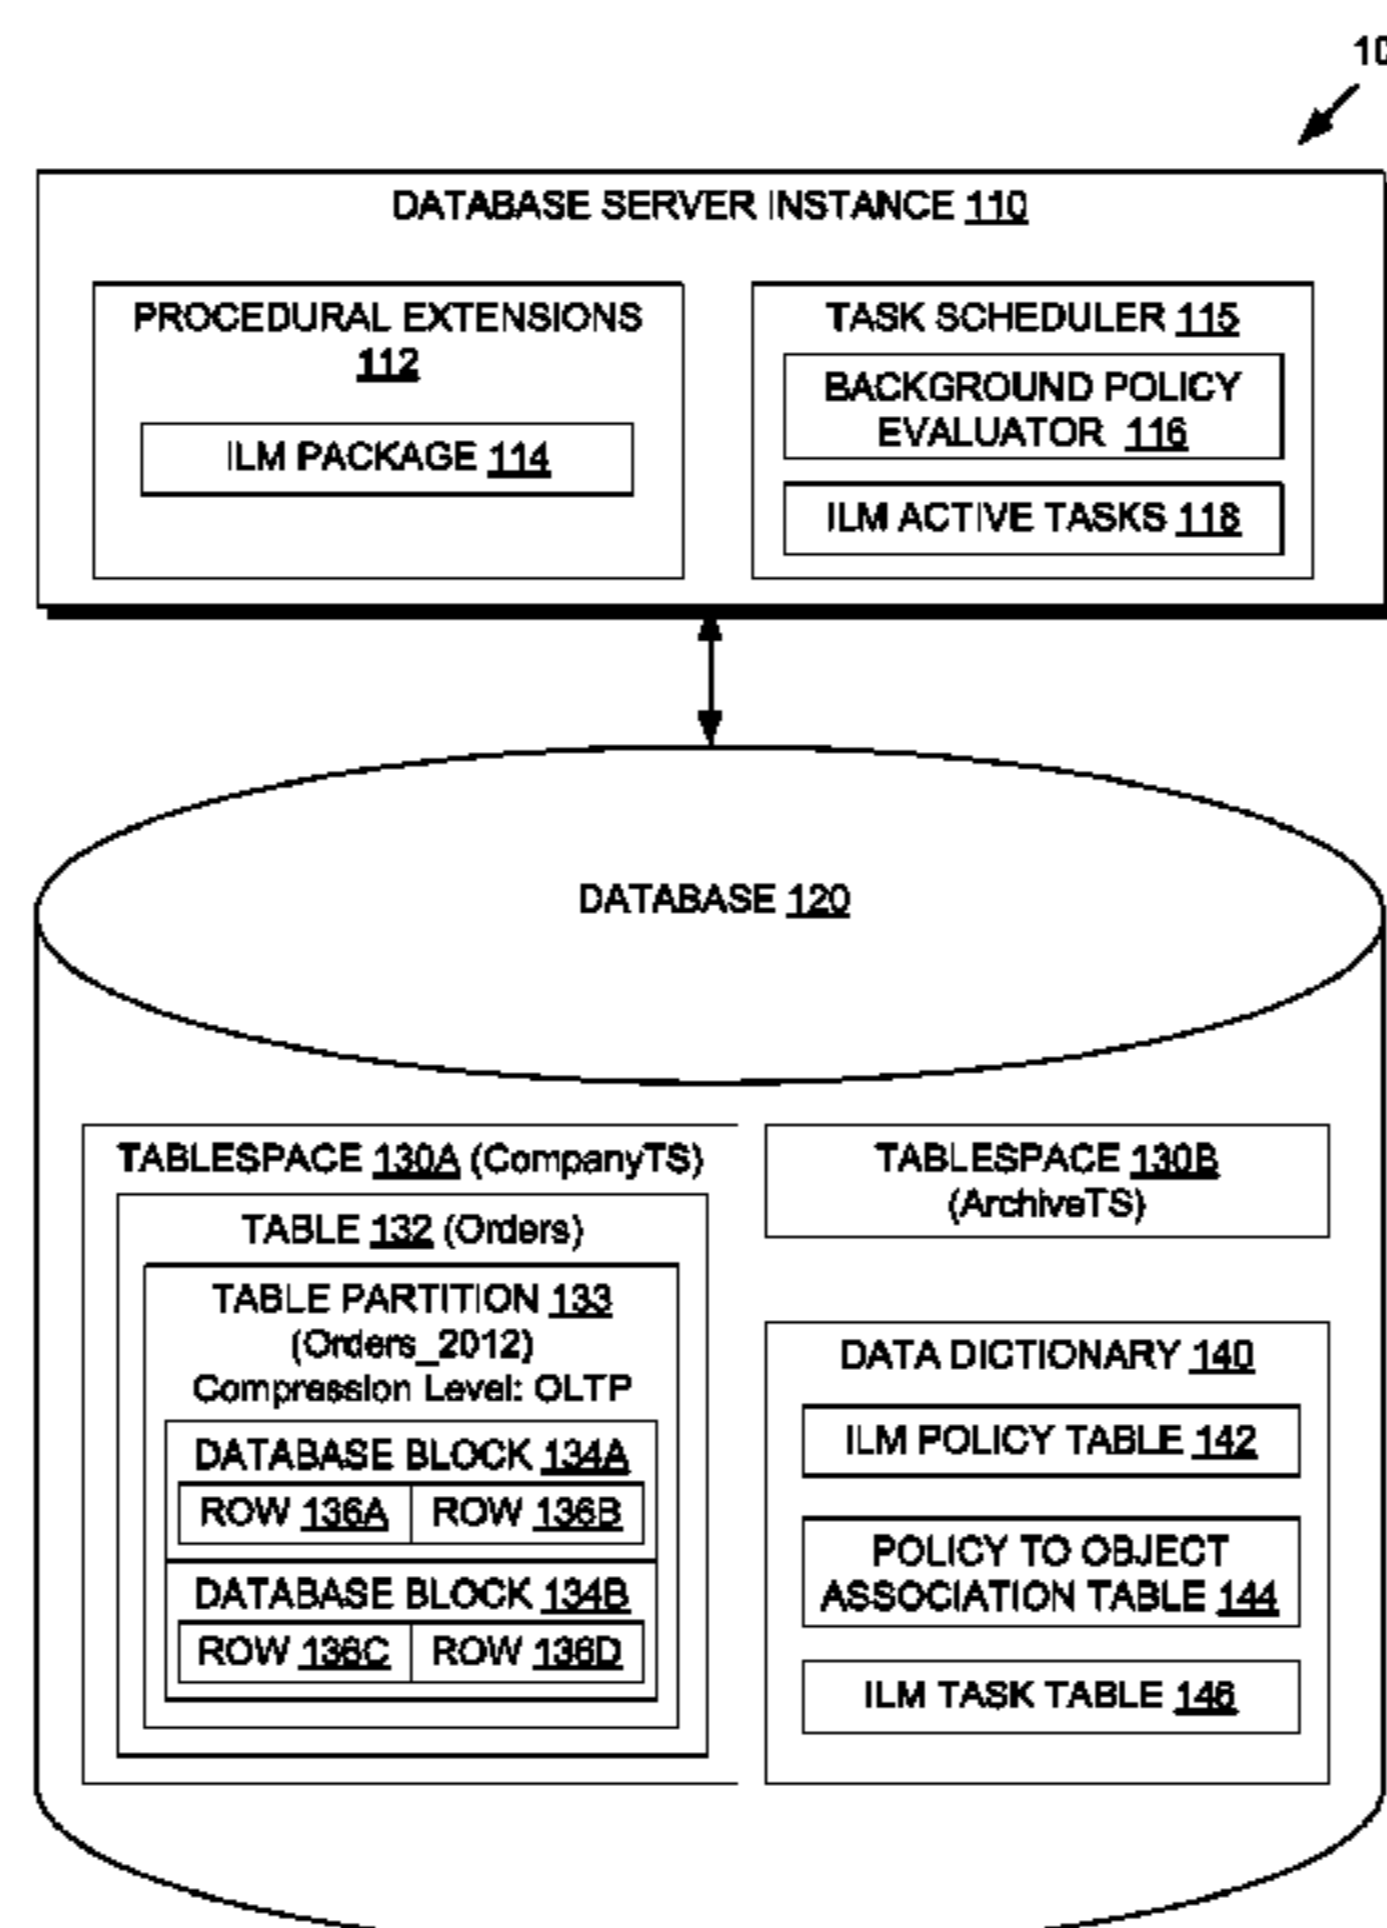 10
DATABASE SERVER INSTANCE 110
PROCEDURAL EXTENSIONS
112
ILM PACKAGE 114
TASK SCHEDULER 115
BACKGROUND POLICY
EVALUATOR 116
ILM ACTIVE TASKS 118
DATABASE 120
TABLESPACE 130A (CompanyTS)
TABLE 132 (Orders)
TABLE PARTITION 133
(Orders_2012)
Compression Level: OLTP
DATABASE BLOCK 134A
ROW 136A ROW 136B
DATABASE BLOCK 134B
ROW 136C ROW 136D
TABLESPACE 130B
(ArchiveTS)
DATA DICTIONARY 140
ILM POLICY TABLE 142
POLICY TO OBJECT
ASSOCIATION TABLE 144
ILM TASK TABLE 146